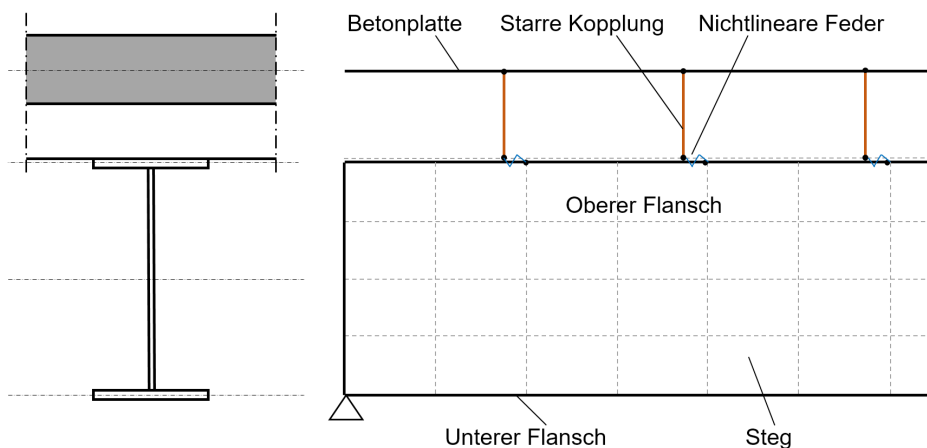 Betonplatte
Starre Kopplung
Nichtlineare Feder
Oberer Flansch
Unterer Flansch
Steg